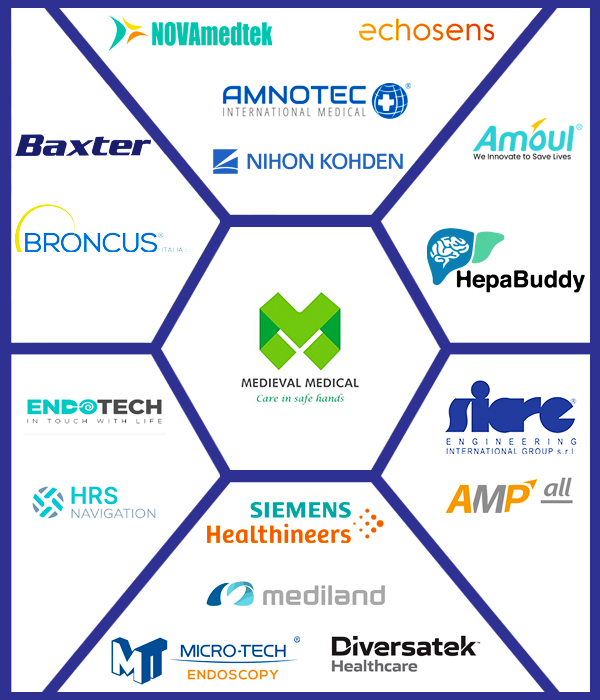 NOVAmedtek
echosens
AMNOTEC®
INTERNATIONAL MEDICAL
Baxter
NIHON KOHDEN
Amoul®
We Innovate to Save Lives
BRONCUS®
ITALIA
HepaBuddy
MEDIEVAL MEDICAL
Care in safe hands
ENDOTECH
IN TOUCH WITH LIFE
siare®
ENGINEERING
INTERNATIONAL GROUP s.r.l.
HRS
NAVIGATION
AMP all
SIEMENS
Healthineers
mediland
MT
MICRO-TECH®
ENDOSCOPY
Diversatek™
Healthcare